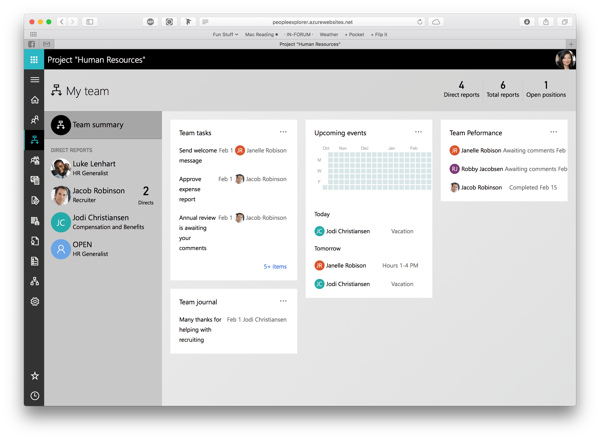 peopleexplorer.azurewebsites.net
Fun Stuff Mac Reading - IN-FORUM - Weather + Pocket + Flip it
Project "Human Resources"
Project "Human Resources"
My team
4 6 1
Direct reports Total reports Open positions
Team summary
DIRECT REPORTS
Luke Lenhart
HR Generalist
Jacob Robinson
Recruiter
2
Directs
JC Jodi Christiansen
Compensation and Benefits
OPEN
HR Generalist
Team tasks ...
Send welcome message Feb 1 JR Janelle Robison
Approve expense report Feb 1 Jacob Robinson
Annual review is awaiting your comments Feb 1 Jacob Robinson
5+ items
Team journal ...
Many thanks for helping with recruiting Feb 1 Jodi Christiansen
Upcoming events ...
Oct Nov Dec Jan Feb
M
W
F
Today
JC Jodi Christiansen Vacation
Tomorrow
JR Janelle Robison Hours 1-4 PM
JC Jodi Christiansen Vacation
Team Peformance ...
JR Janelle Robison Awaiting comments Feb
RJ Robby Jacobsen Awaiting comments Feb
Jacob Robinson Completed Feb 15